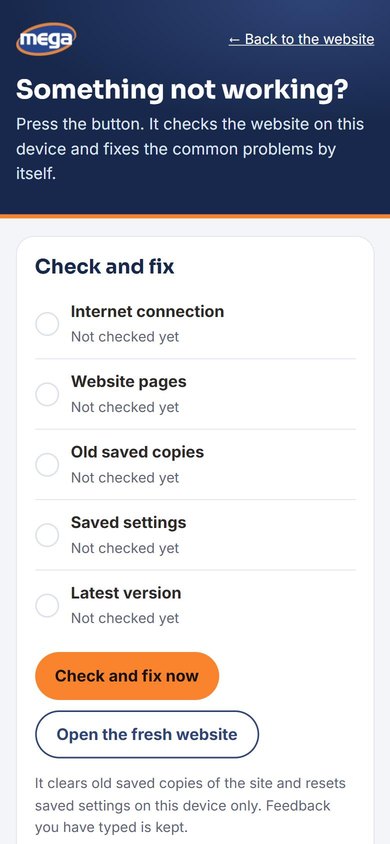 mega
← Back to the website
Something not working?
Press the button. It checks the website on this
device and fixes the common problems by
itself.
Check and fix
Internet connection
Not checked yet
Website pages
Not checked yet
Old saved copies
Not checked yet
Saved settings
Not checked yet
Latest version
Not checked yet
Check and fix now
Open the fresh website
It clears old saved copies of the site and resets
saved settings on this device only. Feedback
you have typed is kept.